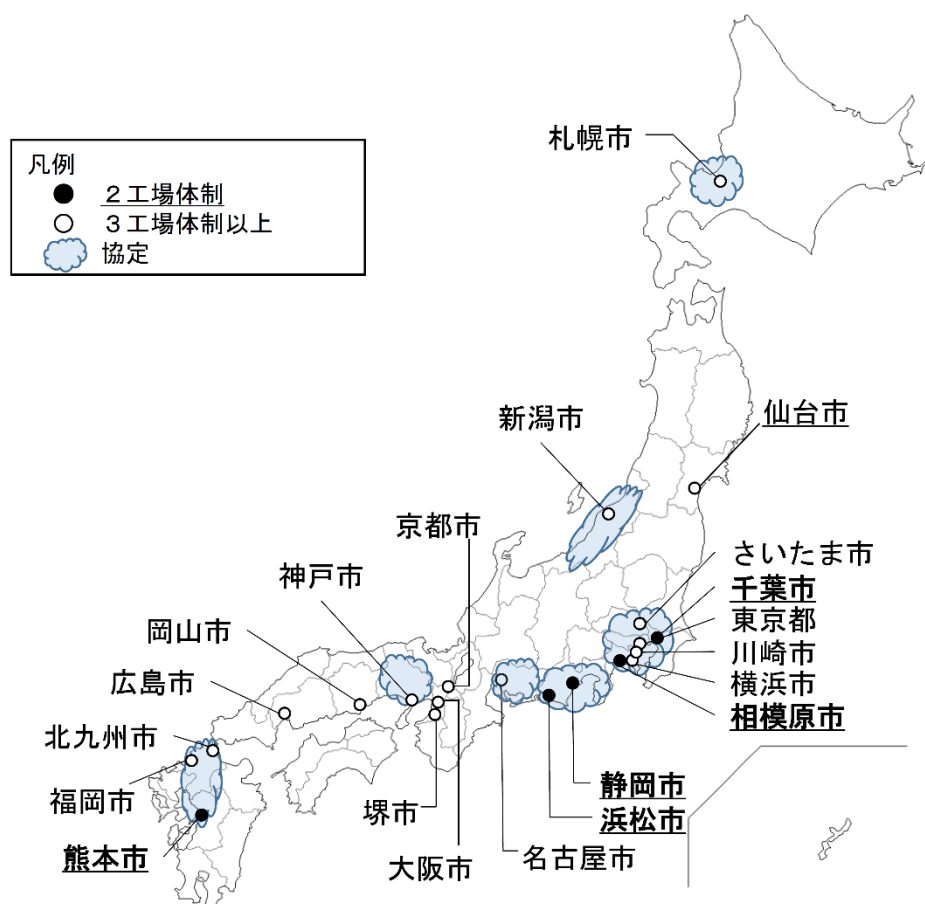 凡例
２工場体制
３工場体制以上
協定
札幌市
新潟市
仙台市
京都市
神戸市
岡山市
広島市
北九州市
福岡市
熊本市
さいたま市
千葉市
東京都
川崎市
横浜市
相模原市
静岡市
浜松市
名古屋市
堺市
大阪市